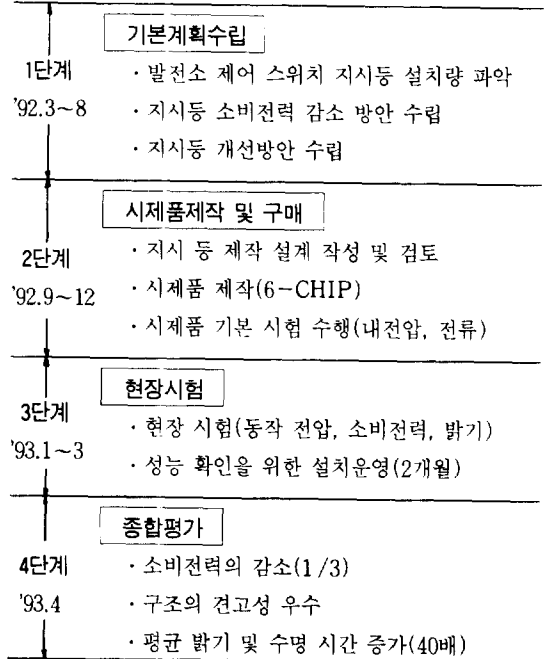 기본계획수립
1단계
'92.3~8
· 발전소 제어 스위치 지시등 설치량 파악
· 지시등 소비전력 감소 방안 수립
· 지시등 개선방안 수립
시제품제작 및 구매
2단계
'92.9~12
· 지시 등 제작 설계 작성 및 검토
· 시제품 제작(6-CHIP)
· 시제품 기본 시험 수행(내전압, 전류)
현장시험
3단계
'93.1~3
· 현장 시험(동작 전압, 소비전력, 밝기)
· 성능 확인을 위한 설치운영(2개월)
종합평가
4단계
'93.4
· 소비전력의 감소(1/3)
· 구조의 견고성 우수
· 평균 밝기 및 수명 시간 증가(40배)